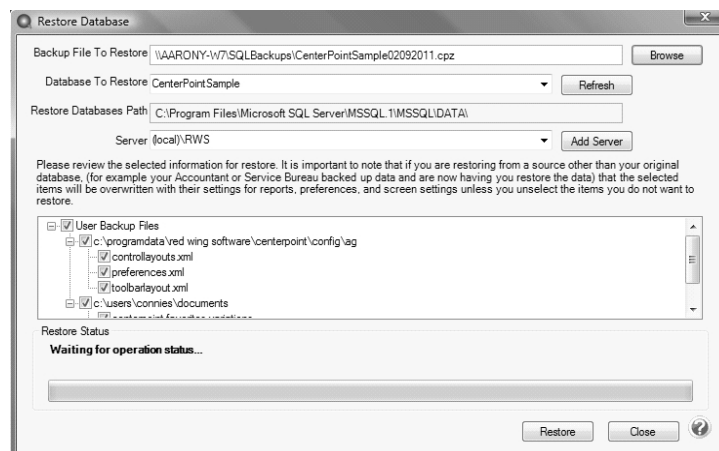 Restore Database
Backup File To Restore \\AARONY-W7\SQLBackups\CenterPointSample02092011.cpz Browse
Database To Restore CenterPointSample Refresh
Restore Databases Path C:\Program Files\Microsoft SQL Server\MSSQL.1\MSSQL\DATA\
Server (local)\RWS Add Server
Please review the selected information for restore. It is important to note that if you are restoring from a source other than your original
database, (for example your Accountant or Service Bureau backed up data and are now having you restore the data) that the selected
items will be overwritten with their settings for reports, preferences, and screen settings unless you unselect the items you do not want to
restore.
User Backup Files
c:\programdata\red wing software\centerpoint\config\ag
controllayouts.xml
preferences.xml
toolbarlayout.xml
c:\users\connies\documents
Restore Status
Waiting for operation status...
Restore Close